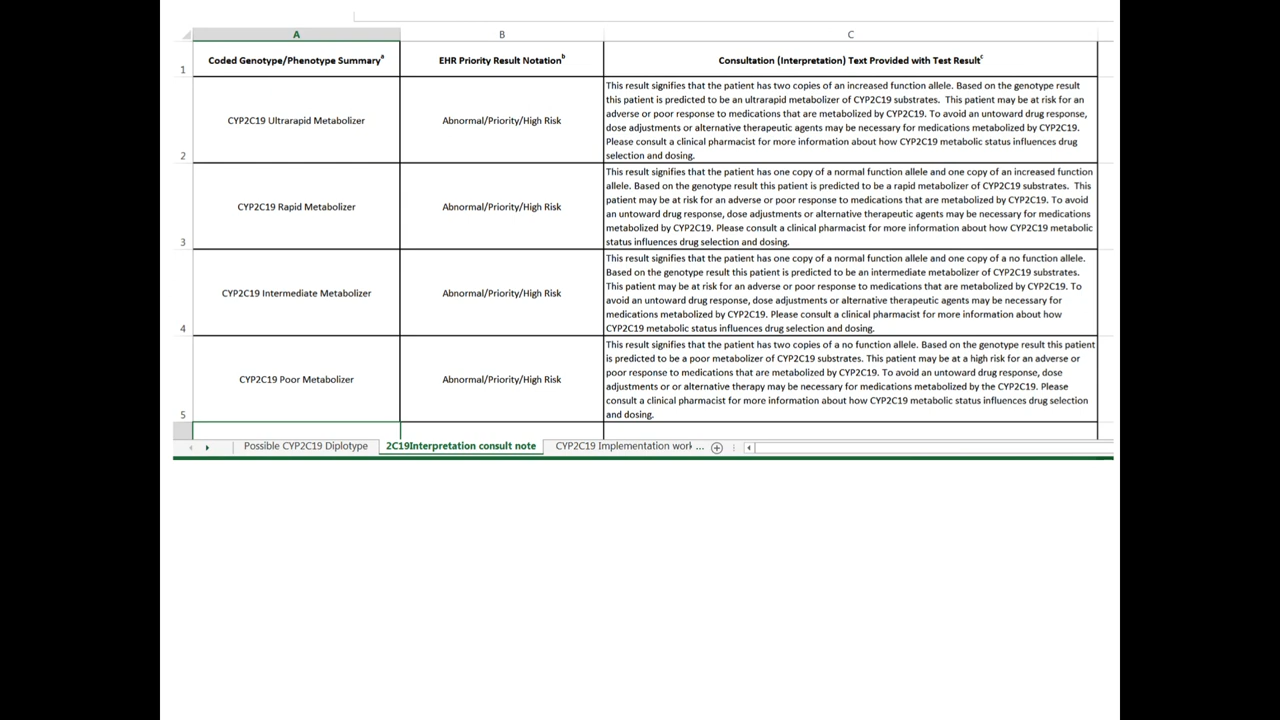 A B C
1 Coded Genotype/Phenotype Summaryᵃ EHR Priority Result Notationᵇ Consultation (Interpretation) Text Provided with Test Resultᶜ
This result signifies that the patient has two copies of an increased function allele. Based on the genotype result
this patient is predicted to be an ultrarapid metabolizer of CYP2C19 substrates. This patient may be at risk for an
adverse or poor response to medications that are metabolized by CYP2C19. To avoid an untoward drug response,
CYP2C19 Ultrarapid Metabolizer Abnormal/Priority/High Risk
dose adjustments or alternative therapeutic agents may be necessary for medications metabolized by CYP2C19.
Please consult a clinical pharmacist for more information about how CYP2C19 metabolic status influences drug
2 selection and dosing.
This result signifies that the patient has one copy of a normal function allele and one copy of an increased function
allele. Based on the genotype result this patient is predicted to be a rapid metabolizer of CYP2C19 substrates. This
patient may be at risk for an adverse or poor response to medications that are metabolized by CYP2C19. To avoid
CYP2C19 Rapid Metabolizer Abnormal/Priority/High Risk
an untoward drug response, dose adjustments or alternative therapeutic agents may be necessary for medications
metabolized by CYP2C19. Please consult a clinical pharmacist for more information about how CYP2C19 metabolic
3 status influences drug selection and dosing.
This result signifies that the patient has one copy of a normal function allele and one copy of a no function allele.
Based on the genotype result this patient is predicted to be an intermediate metabolizer of CYP2C19 substrates.
This patient may be at risk for an adverse or poor response to medications that are metabolized by CYP2C19. To
CYP2C19 Intermediate Metabolizer Abnormal/Priority/High Risk
avoid an untoward drug response, dose adjustments or alternative therapeutic agents may be necessary for
medications metabolized by CYP2C19. Please consult a clinical pharmacist for more information about how
4 CYP2C19 metabolic status influences drug selection and dosing.
This result signifies that the patient has two copies of a no function allele. Based on the genotype result this patient
is predicted to be a poor metabolizer of CYP2C19 substrates. This patient may be at a high risk for an adverse or
poor response to medications that are metabolized by CYP2C19. To avoid an untoward drug response, dose
CYP2C19 Poor Metabolizer Abnormal/Priority/High Risk
adjustments or or alternative therapy may be necessary for medications metabolized by the CYP2C19. Please
consult a clinical pharmacist for more information about how CYP2C19 metabolic status influences drug selection
5 and dosing.
Possible CYP2C19 Diplotype 2C19Interpretation consult note CYP2C19 Implementation work ...